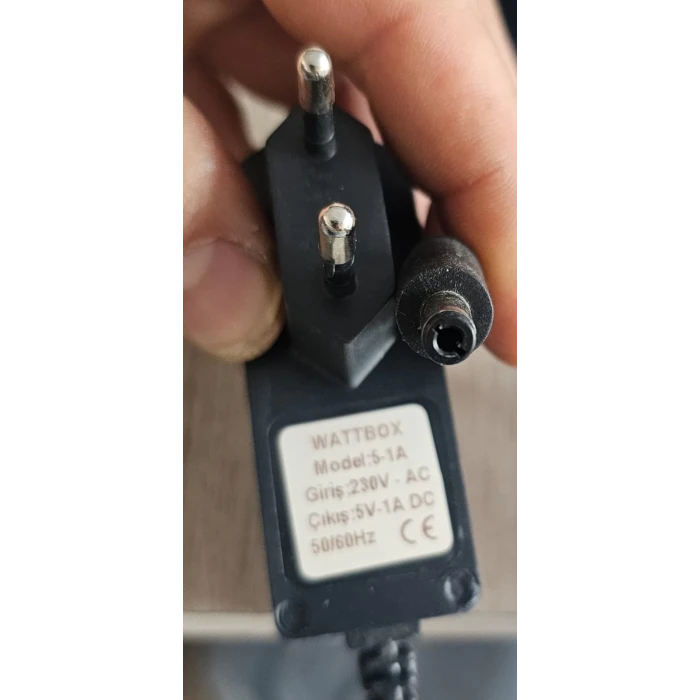 WATTBOX
Model:5-1A
Giriş:230V - AC
Çıkış:5V-1A DC
50/60Hz CE